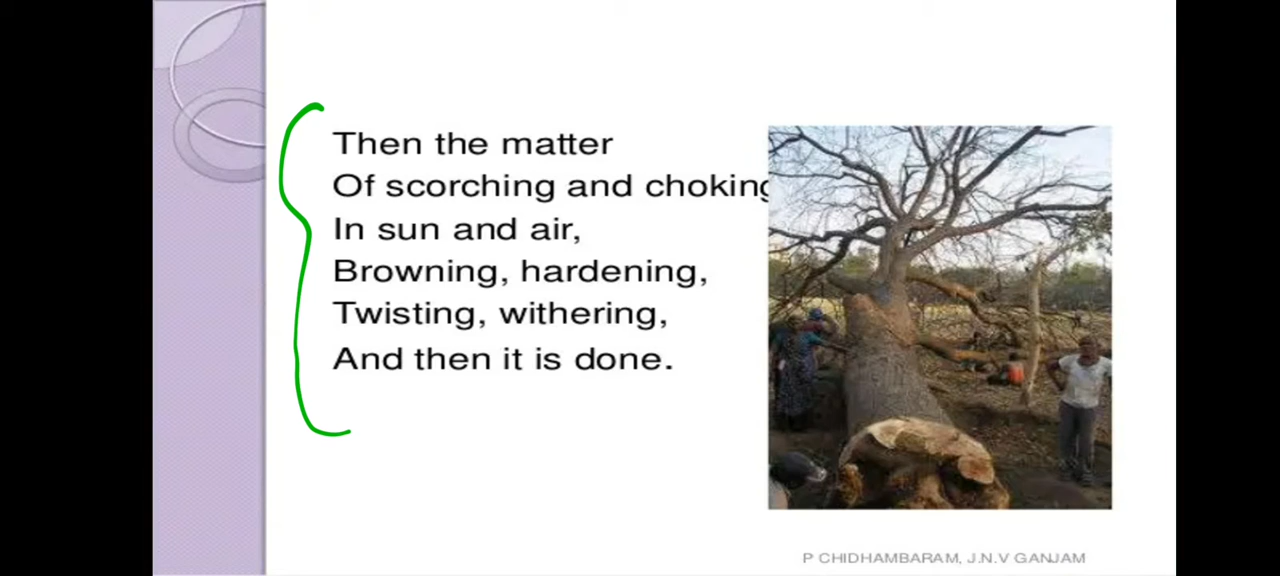 Then the matter
Of scorching and choking
In sun and air,
Browning, hardening,
Twisting, withering,
And then it is done.
P CHIDHAMBARAM, J.N.V GANJAM